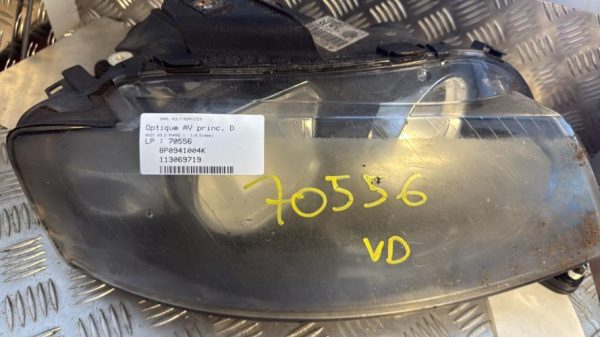 Optique AV princ. D
LP : 70556
8P0941004K
113069719
70556
VD